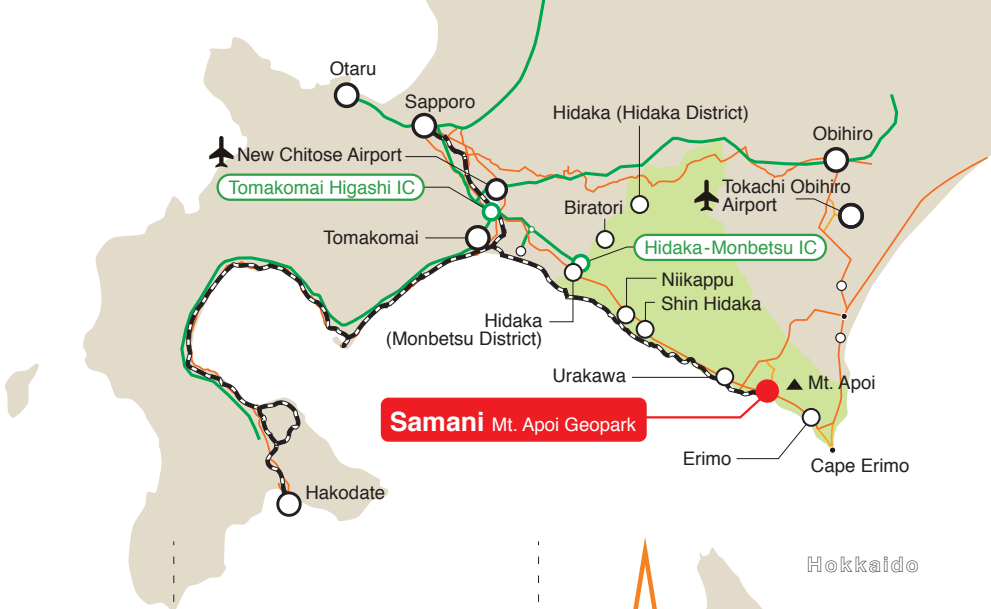 Otaru
Sapporo
Hidaka (Hidaka District)
Obihiro
New Chitose Airport
Tomakomai Higashi IC
Tokachi Obihiro
Airport
Biratori
Tomakomai
Hidaka-Monbetsu IC
Niikappu
Shin Hidaka
Hidaka
(Monbetsu District)
Urakawa
Mt. Apoi
Samani Mt. Apoi Geopark
Erimo
Cape Erimo
Hakodate
Hokkaido